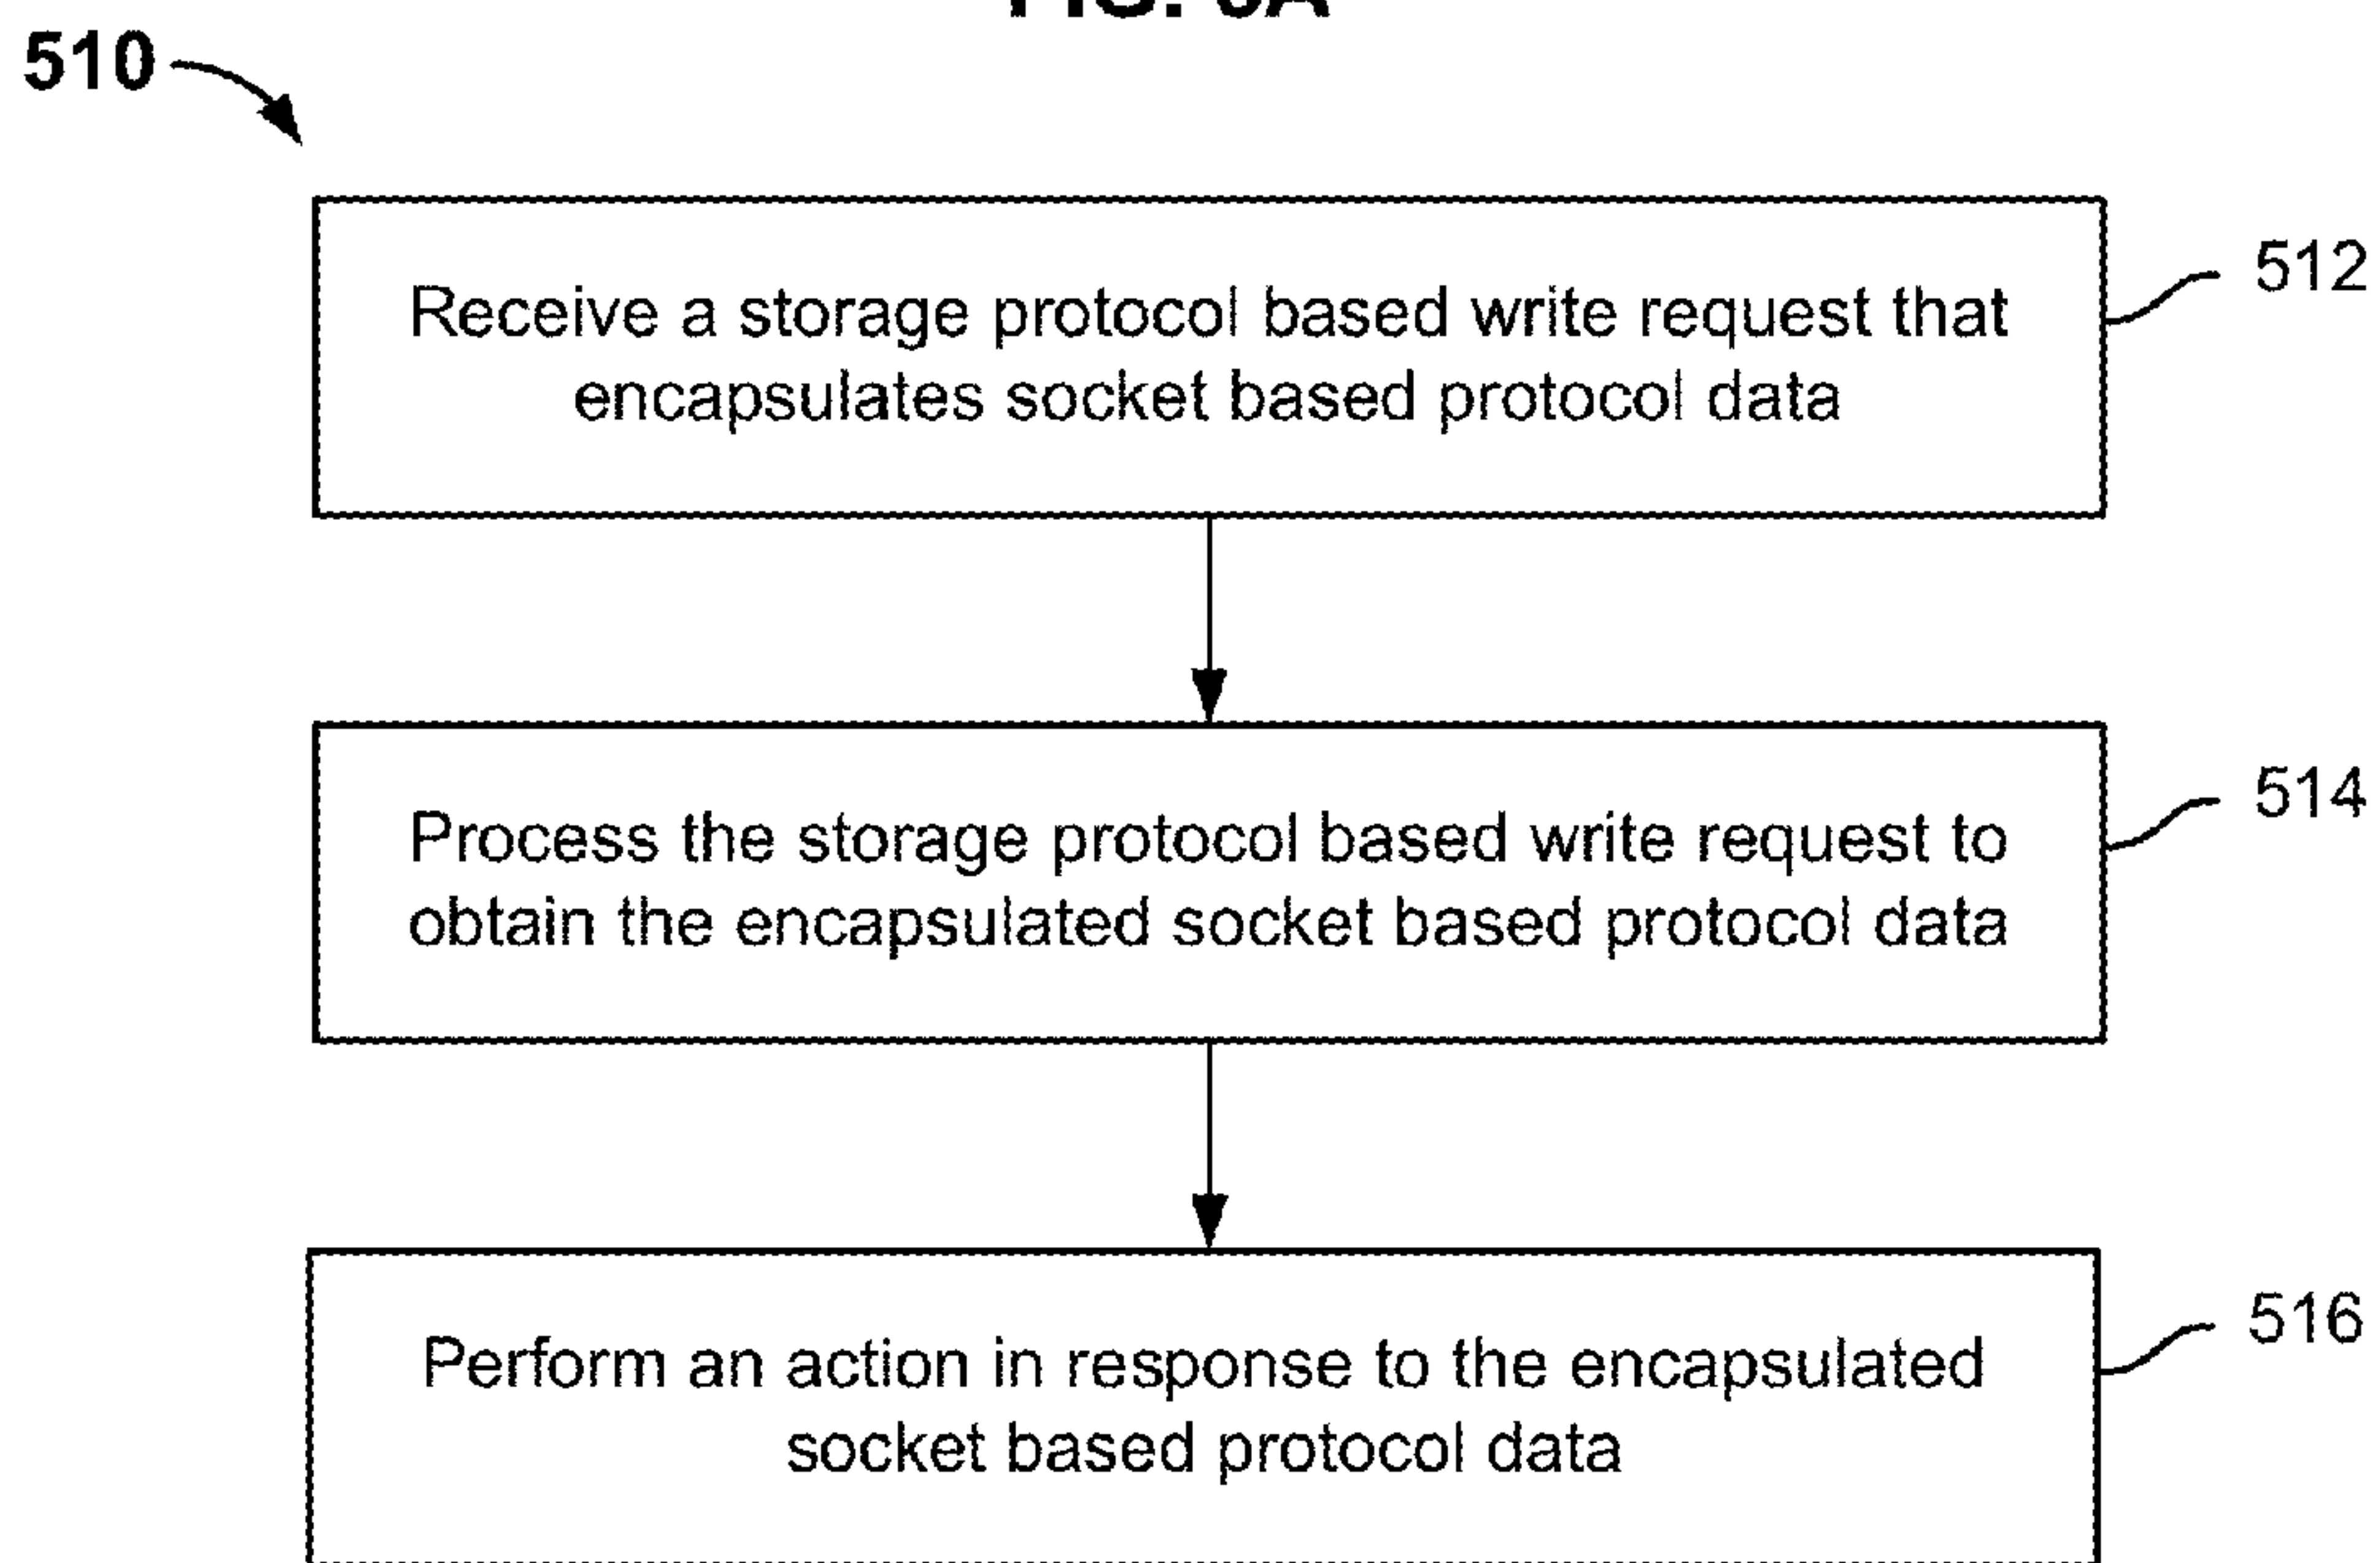 510
Receive a storage protocol based write request that
encapsulates socket based protocol data
512
Process the storage protocol based write request to
obtain the encapsulated socket based protocol data
514
Perform an action in response to the encapsulated
socket based protocol data
516